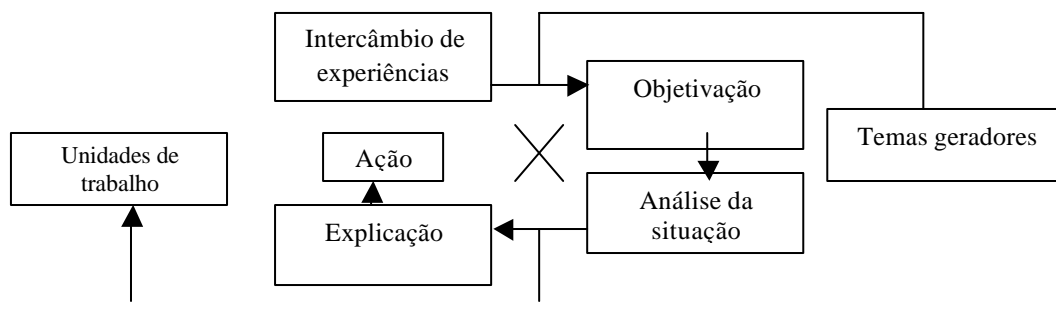 Intercâmbio de
experiências
Objetivação
Temas geradores
Unidades de
trabalho
Ação
Análise da
situação
Explicação